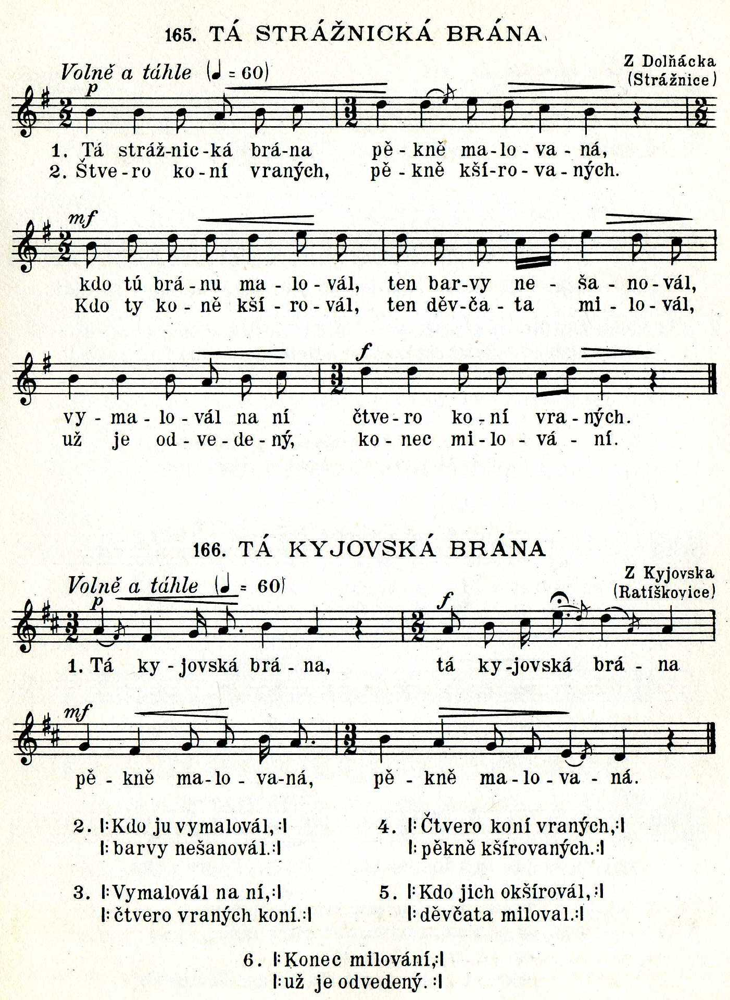 165. TÁ STRÁŽNICKÁ BRÁNA
Z Dolňácka
(Strážnice)
Volně a táhle (♩ = 60)
p
1. Tá stráž-nic-ká brá-na pě - kně ma-lo - va - ná,
2. Štve-ro ko-ní vraných, pě - kně kší-ro - va - ných.
mf
kdo tú brá-nu ma - lo - vál, ten bar-vy ne - ša - no-vál,
Kdo ty ko - ně kší - ro - vál, ten děv-ča - ta mi - lo - vál,
f
vy - ma - lo - vál na ní čtve - ro ko - ní vra - ných.
už je od - ve - de - ný, ko - nec mi - lo - vá - ní.
166. TÁ KYJOVSKÁ BRÁNA
Z Kyjovska
(Ratíškovice)
Volně a táhle (♩ = 60)
p f
1. Tá ky - jovská brá - na, tá ky-jovská brá - na
mf
pě - kně ma-lo - va-ná, pě - kně ma - lo - va - ná.
2. |: Kdo ju vymalovál, :|
|: barvy nešanovál. :|
3. |: Vymalovál na ní, :|
|: čtvero vraných koní. :|
4. |: Čtvero koní vraných, :|
|: pěkně kšírovaných. :|
5. |: Kdo jich okšírovál, :|
|: děvčata miloval. :|
6. |: Konec milování, :|
|: už je odvedený. :|